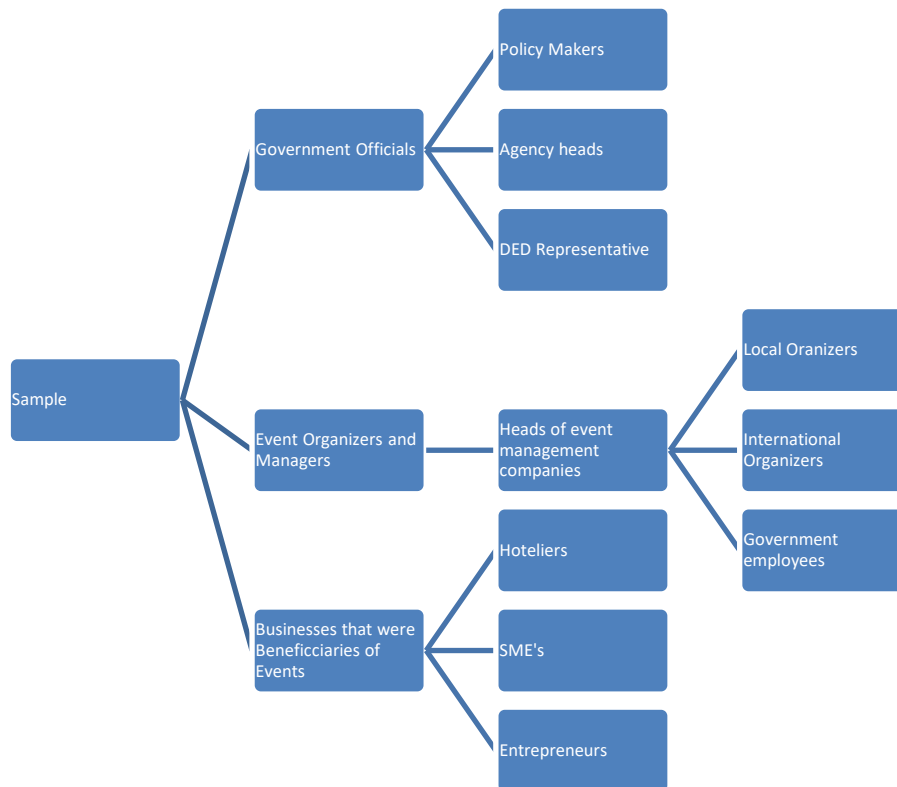 Policy Makers
Government Officials
Agency heads
DED Representative
Sample
Event Organizers and
Managers
Heads of event
management
companies
Local Oranizers
International
Organizers
Government
employees
Businesses that were
Beneficciaries of
Events
Hoteliers
SME's
Entrepreneurs